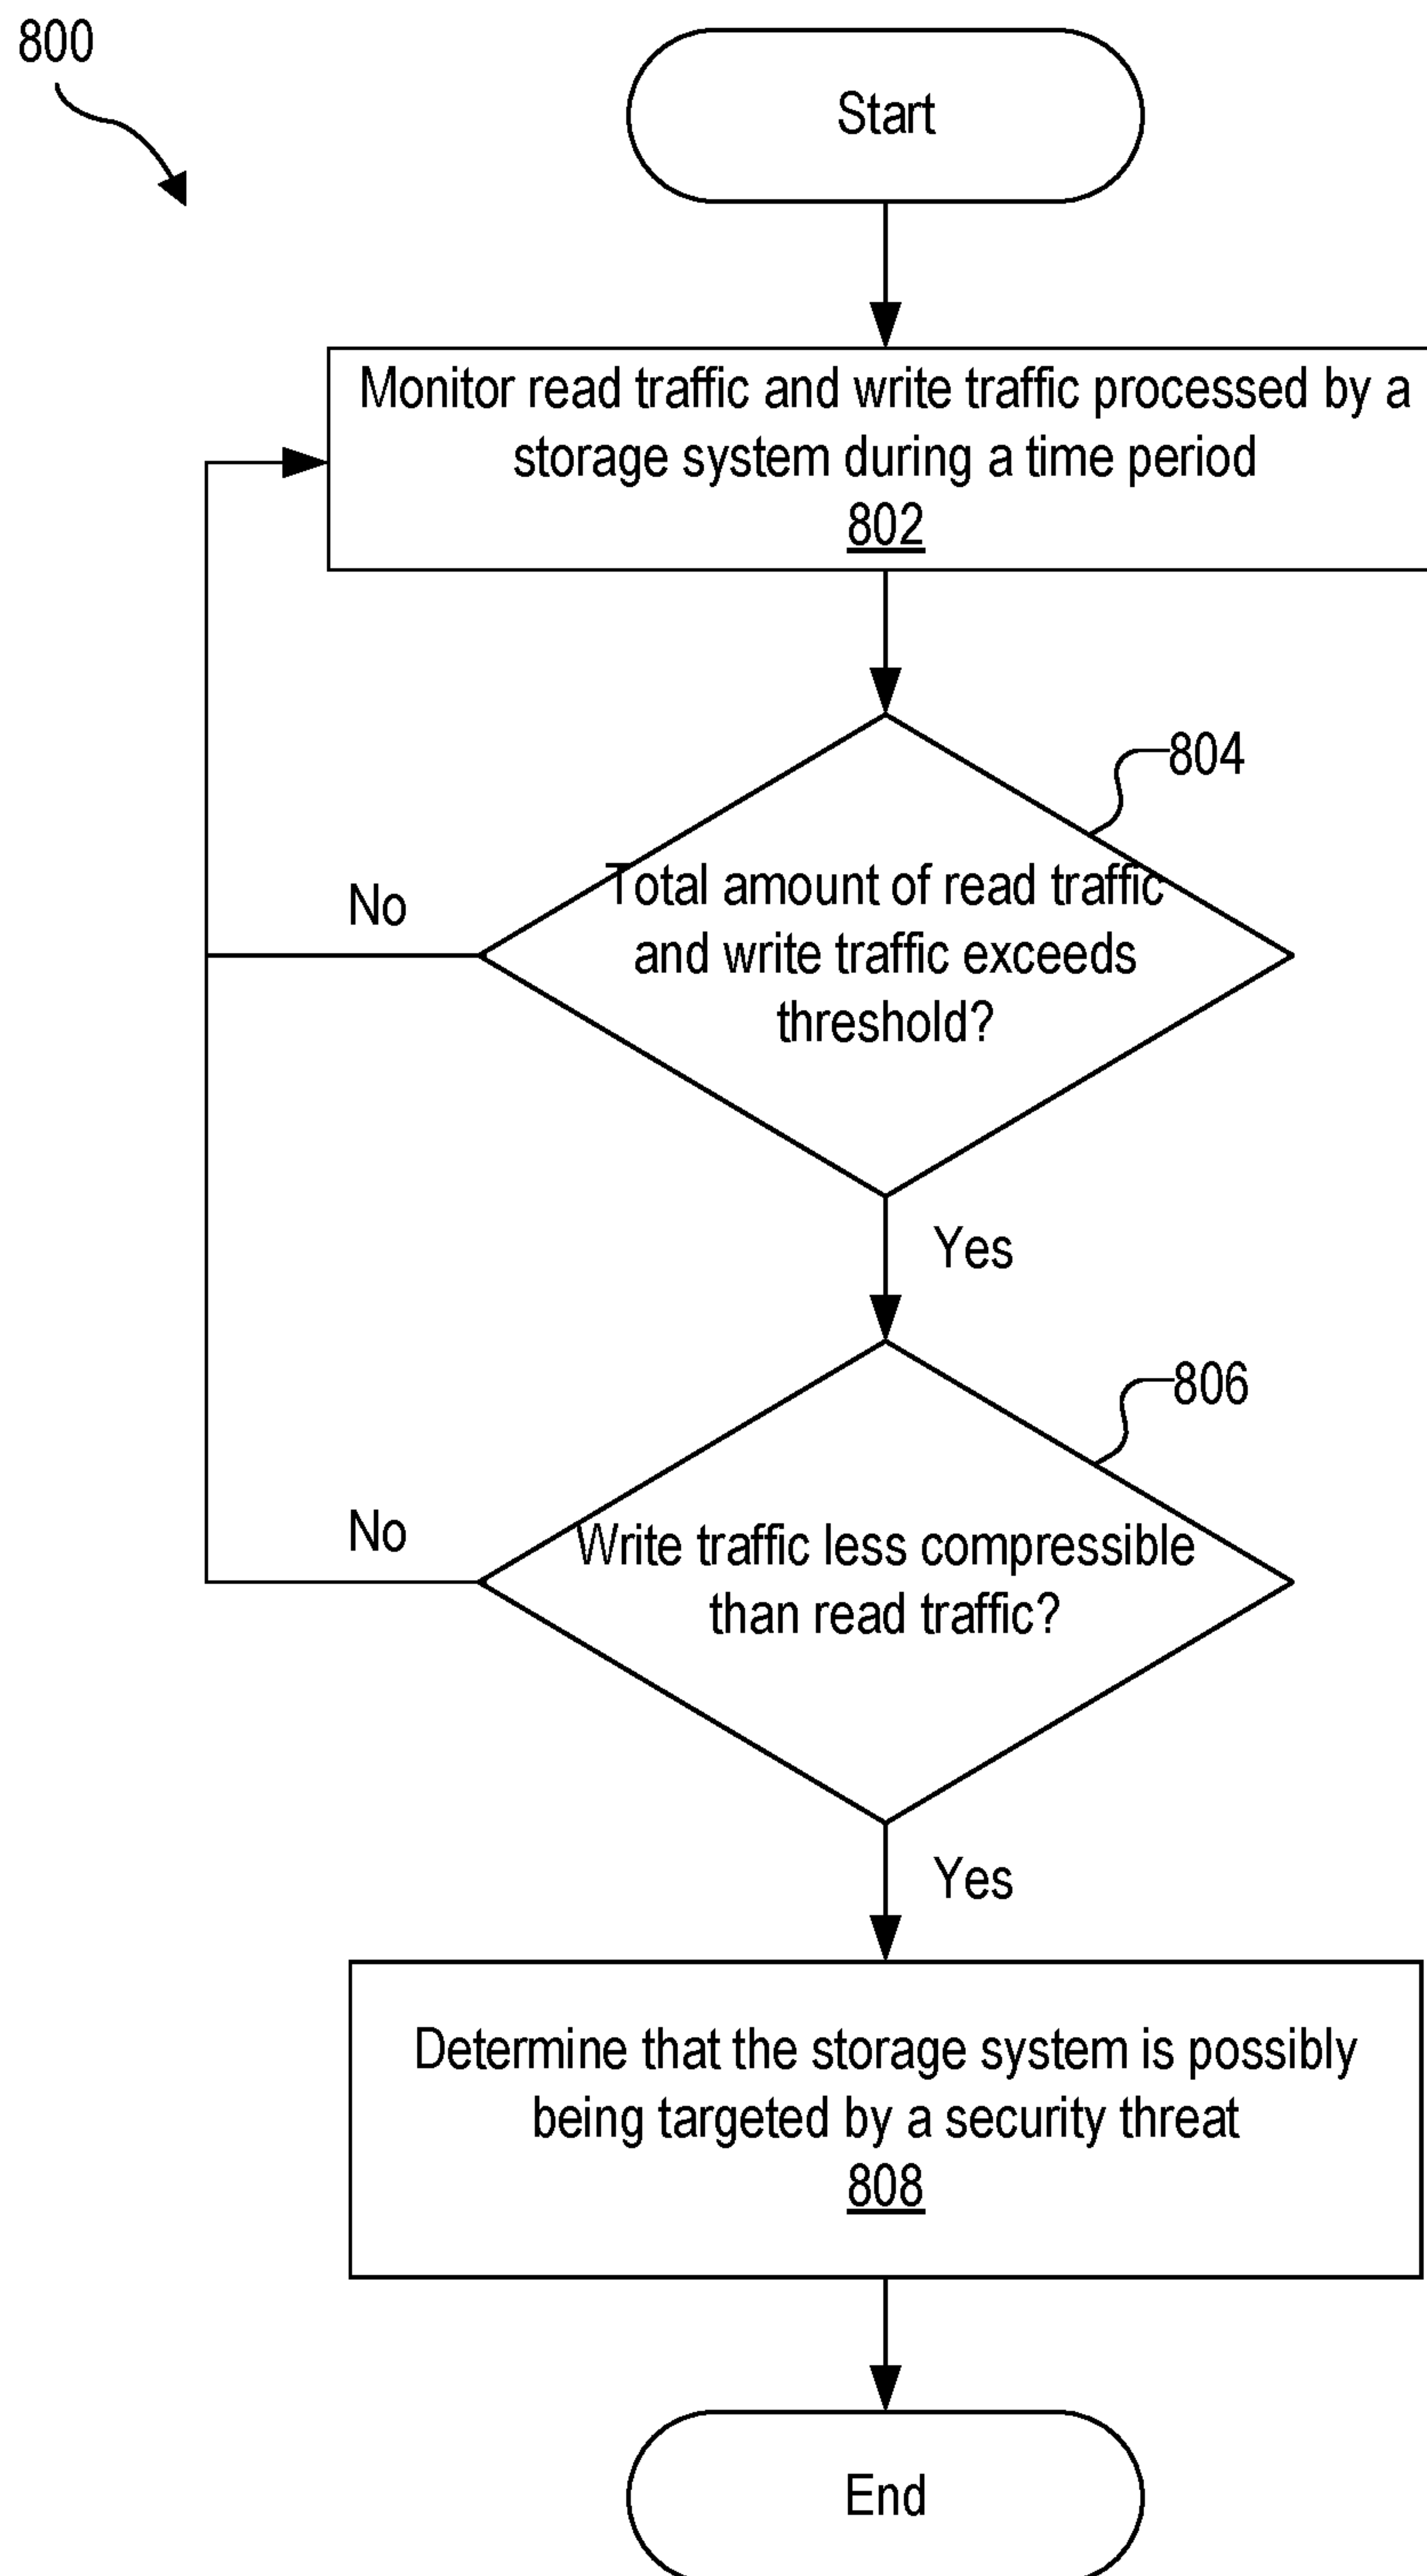 800
Start
Monitor read traffic and write traffic processed by a
storage system during a time period
802
804
Total amount of read traffic
and write traffic exceeds
threshold?
No
Yes
806
Write traffic less compressible
than read traffic?
No
Yes
Determine that the storage system is possibly
being targeted by a security threat
808
End